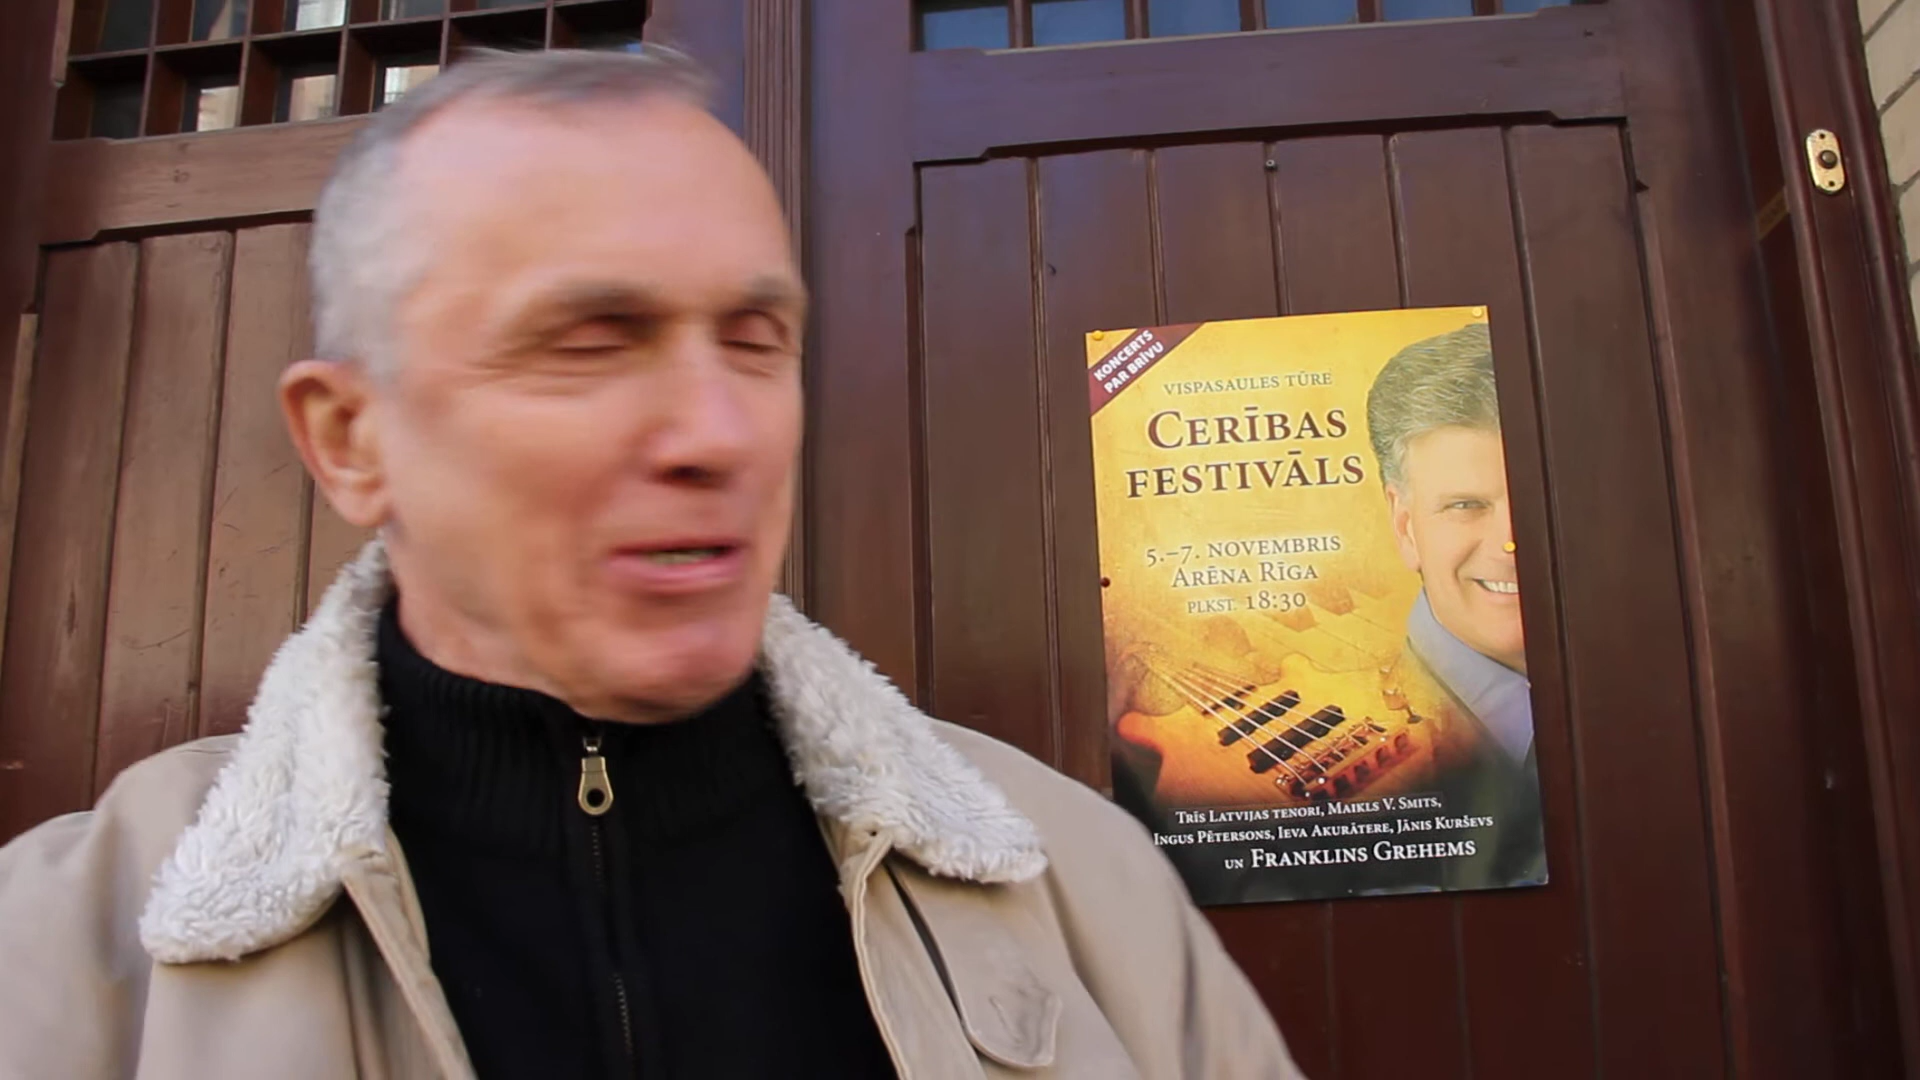 KONCERTS
PAR BRĪVU
VISPASAULES TŪRE
CERĪBAS
FESTIVĀLS
5.–7. NOVEMBRIS
ARĒNA RĪGA
PLKST. 18:30
TRĪS LATVIJAS TENORI, MAIKLS V. SMITS,
INGUS PĒTERSONS, IEVA AKURĀTERE, JĀNIS KURŠEVS
UN FRANKLINS GREHEMS